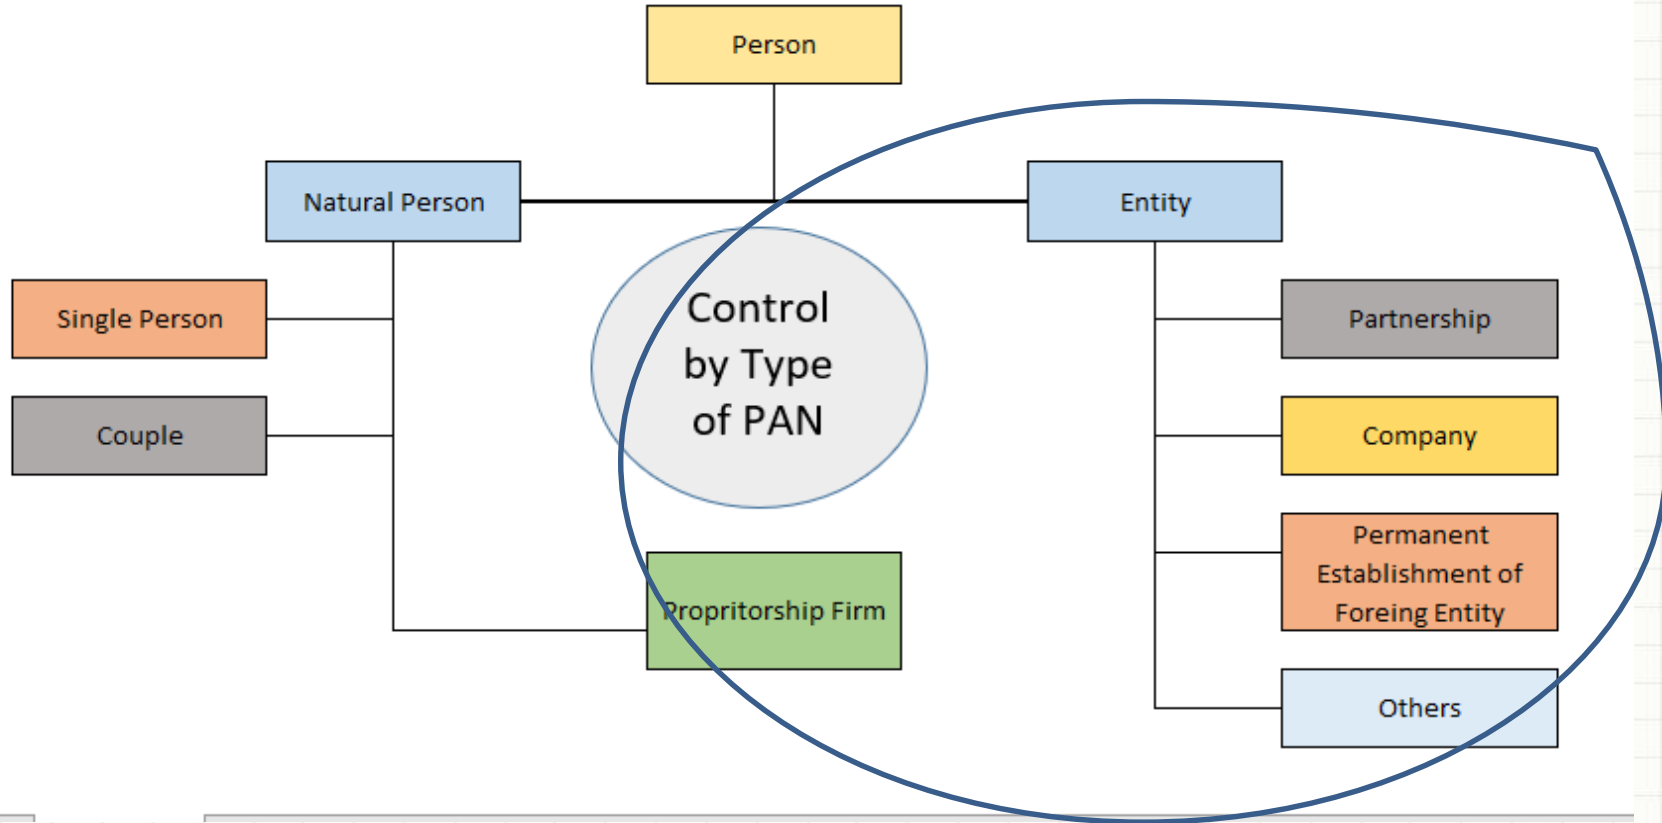 Person
Natural Person
Entity
Single Person
Couple
Control
by Type
of PAN
Propritorship Firm
Partnership
Company
Permanent
Establishment of
Foreing Entity
Others